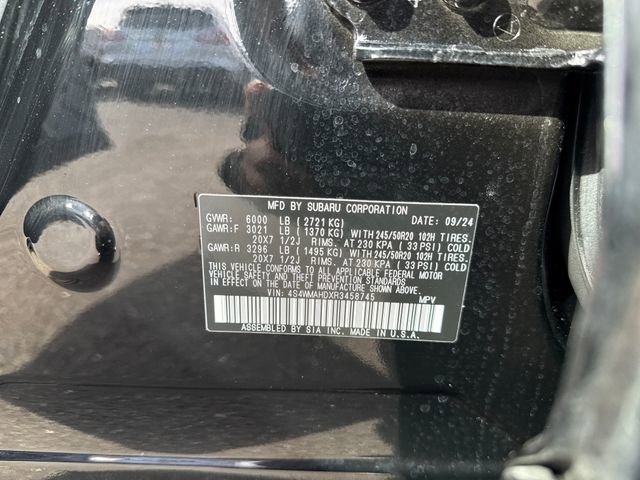 MFD BY SUBARU CORPORATION
GVWR: 6000 LB ( 2721 KG) DATE: 09/24
GAWR:F 3021 LB ( 1370 KG) WITH 245/50R20 102H TIRES.
20X7 1/2J RIMS. AT 230 KPA ( 33 PSI) COLD
GAWR:R 3296 LB ( 1495 KG) WITH 245/50R20 102H TIRES.
20X7 1/2J RIMS. AT 230 KPA ( 33 PSI) COLD
THIS VEHICLE CONFORMS TO ALL APPLICABLE FEDERAL MOTOR
VEHICLE SAFETY & THEFT PREVENTION STANDARDS
IN EFFECT ON THE DATE OF MANUFACTURE SHOWN ABOVE.
VIN: 4S4WMAHDXR3458745 MPV
ASSEMBLED BY SIA INC. MADE IN U.S.A.